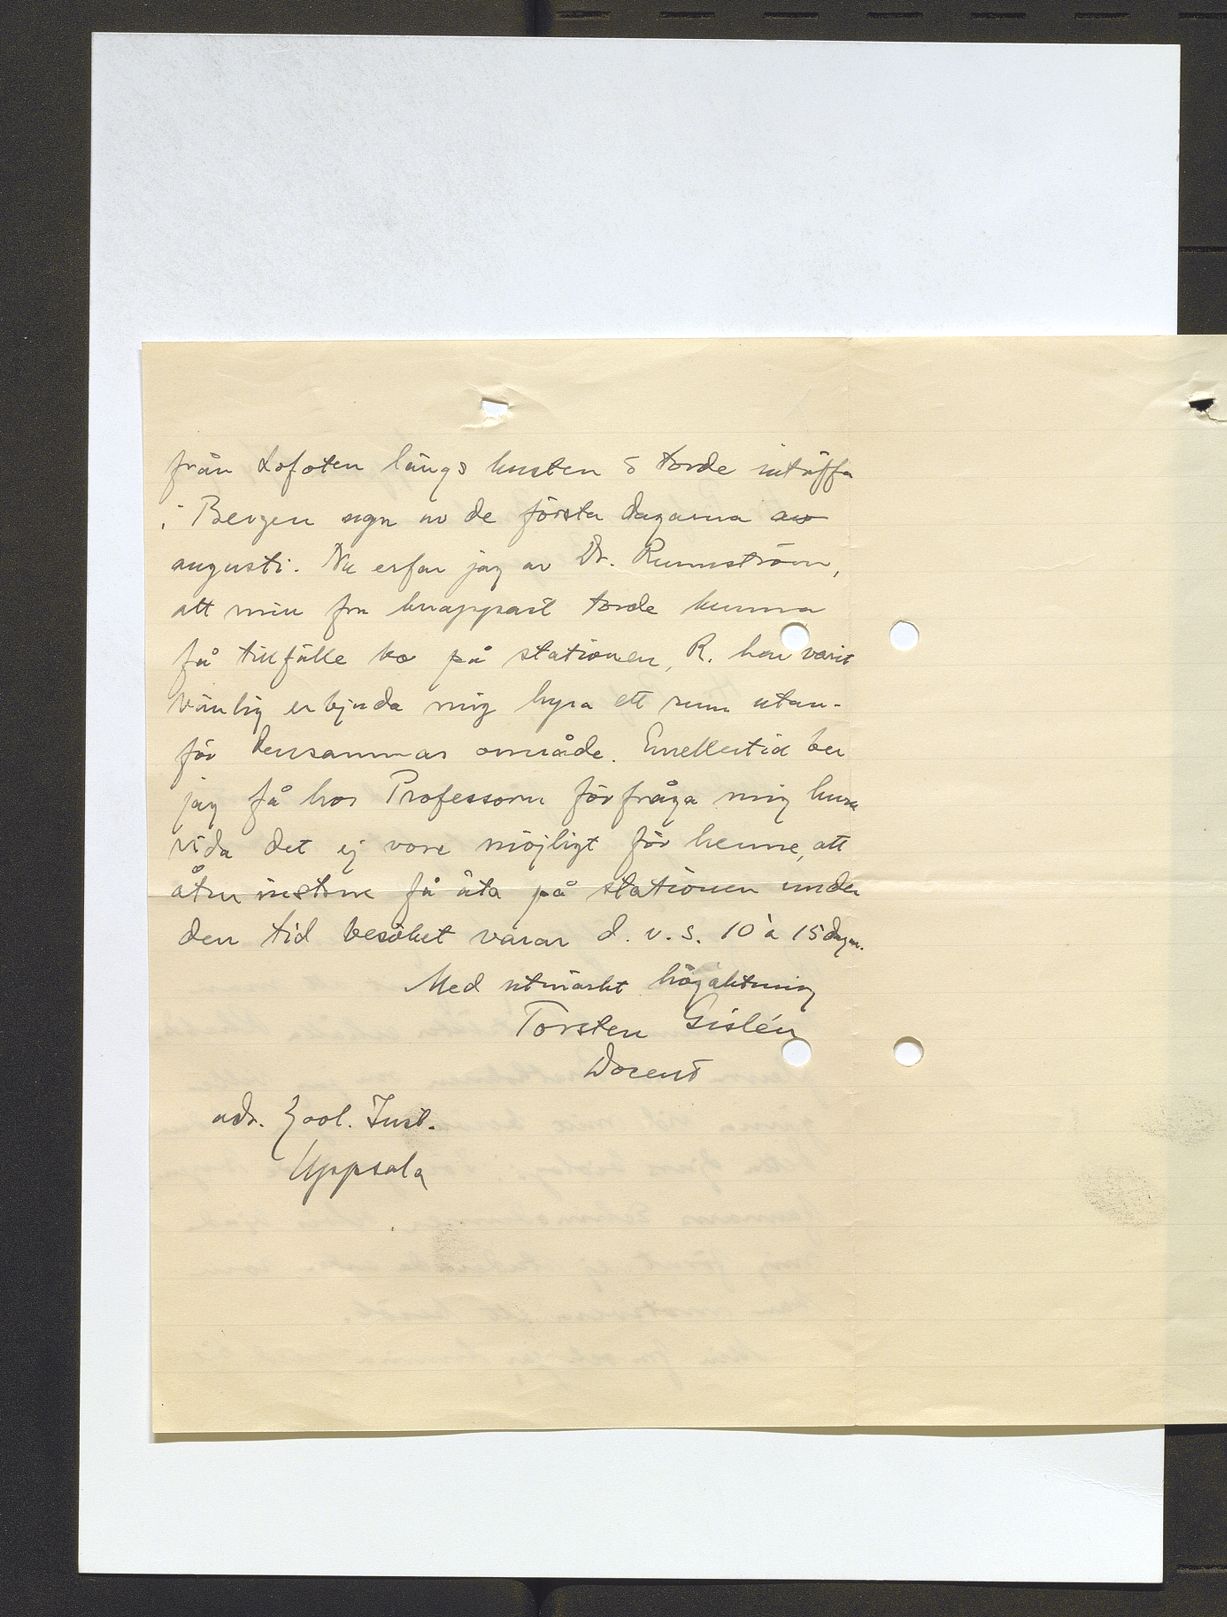 från Lofoten längs kusten o torde inträffa
i Bergen ngn av de första dagarna av
augusti. Nu erfar jag av Dr. Runnström,
att min fru knappast torde kunna
få tillfälle bo på stationen, R. har varit
vänlig erbjuda mig hyra ett rum utan-
för densammas område. Emellertid ber
jag få hos Professorn förfråga mig huru
vida det ej vore möjligt för henne, att
åtminstone få äta på stationen under
den tid besöket varar d. v. s. 10 à 15 dagar.
Med utmärkt högaktning
Torsten Gislén
Docent
adr. Zool. Inst.
Uppsala